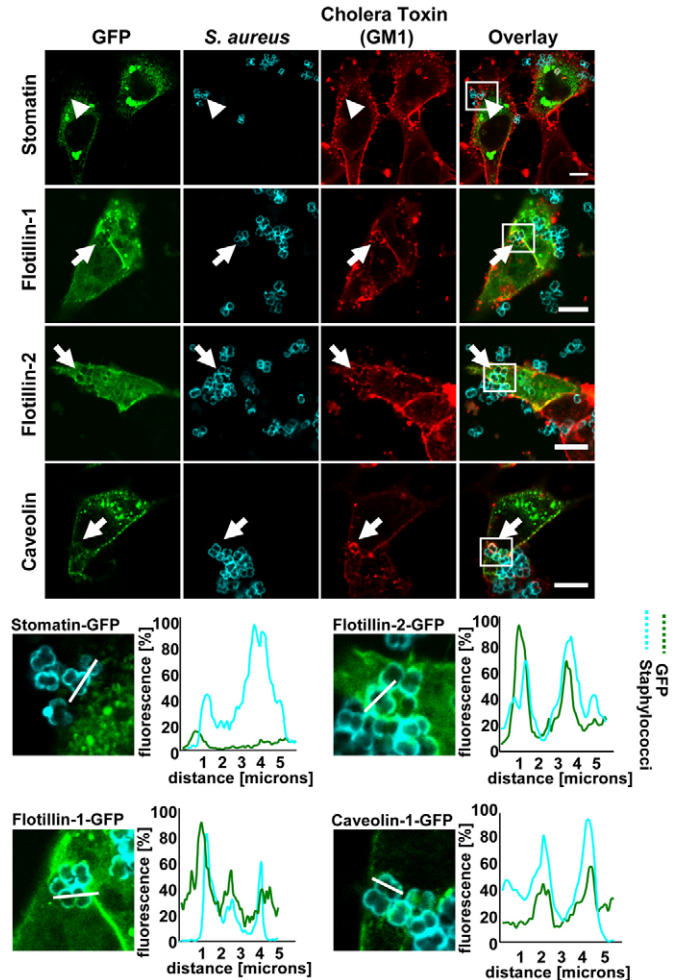 GFP
S. aureus
Cholera Toxin
(GM1)
Overlay
Stomatin
Flotillin-1
Flotillin-2
Caveolin
Stomatin-GFP
fluorescence [%]
100
80
60
40
20
0
1 2 3 4 5
distance [microns]
Flotillin-2-GFP
fluorescence [%]
100
80
60
40
20
0
1 2 3 4 5
distance [microns]
GFP
Staphylococci
Flotillin-1-GFP
fluorescence [%]
100
80
60
40
20
0
1 2 3 4 5
distance [microns]
Caveolin-1-GFP
fluorescence [%]
100
80
60
40
20
0
1 2 3 4 5
distance [microns]